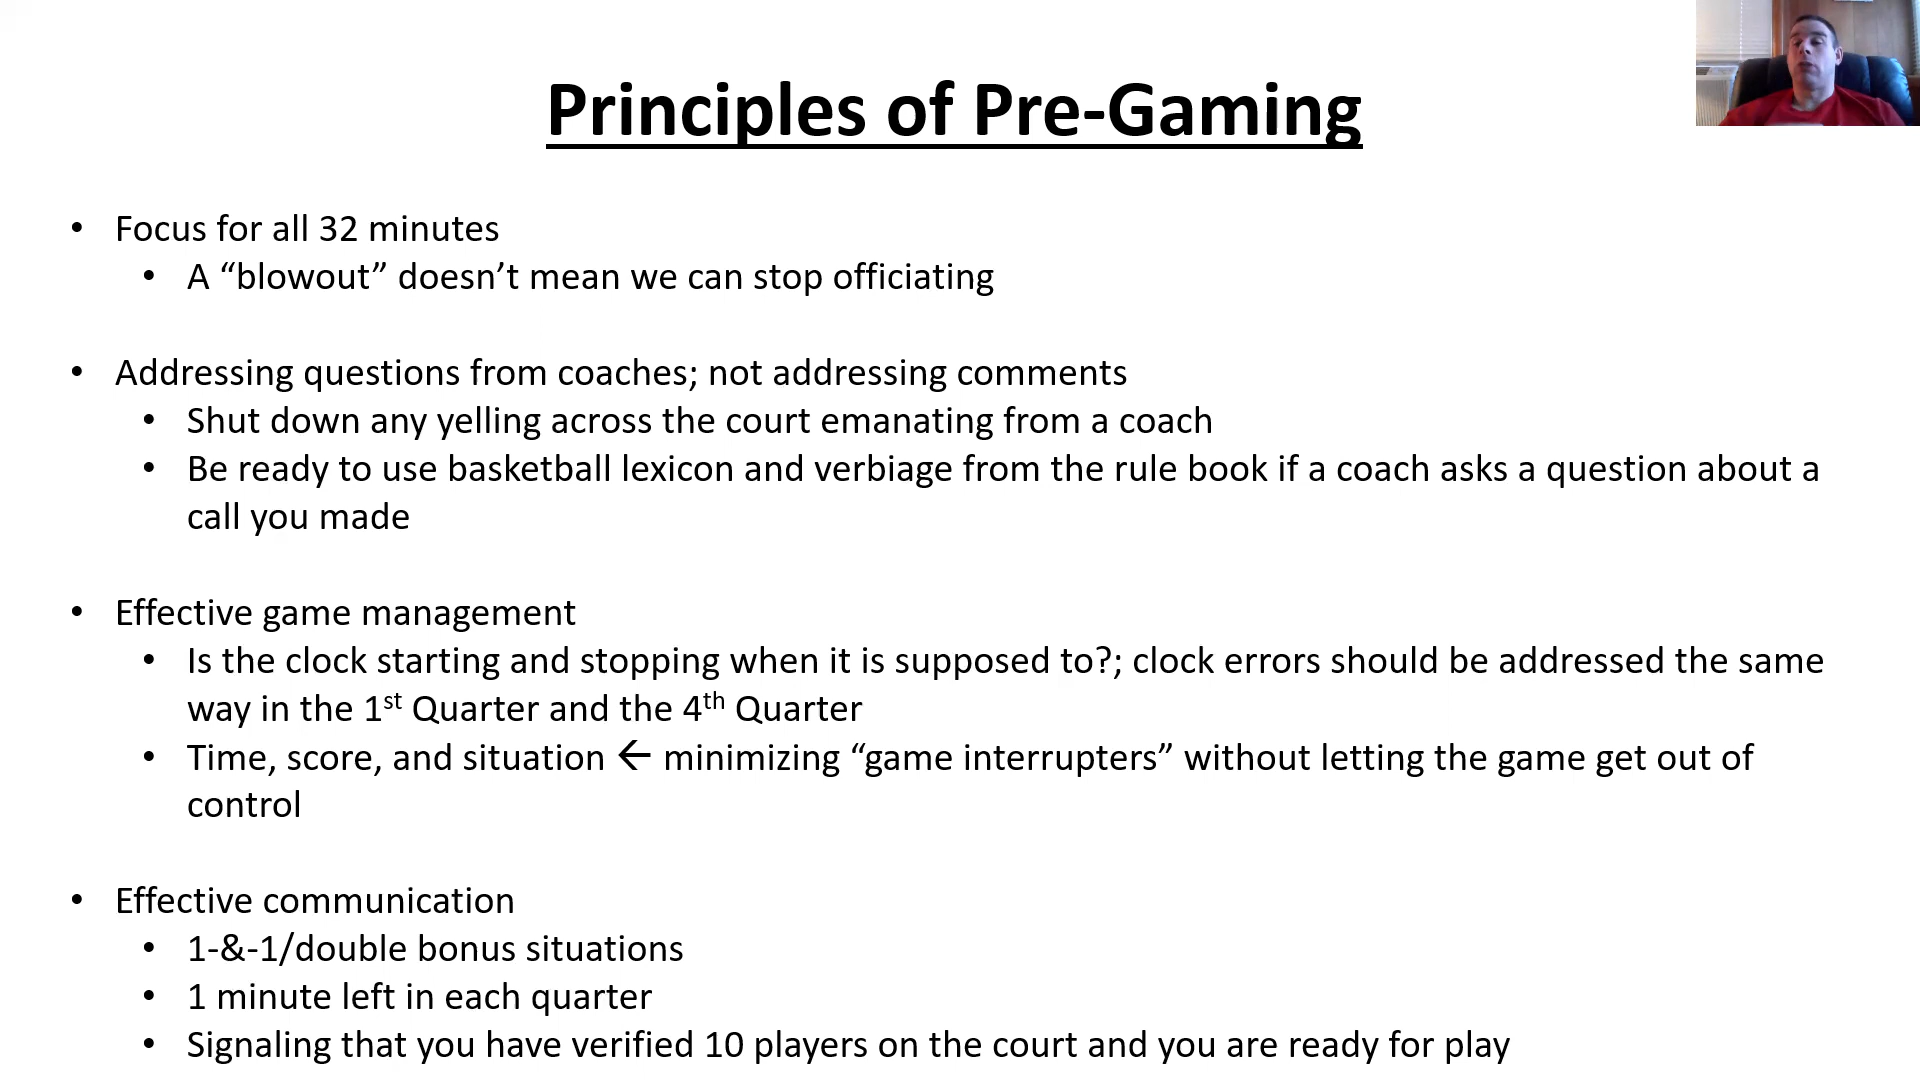 Principles of Pre-Gaming
• Focus for all 32 minutes
• A “blowout” doesn’t mean we can stop officiating
• Addressing questions from coaches; not addressing comments
• Shut down any yelling across the court emanating from a coach
• Be ready to use basketball lexicon and verbiage from the rule book if a coach asks a question about a
call you made
• Effective game management
• Is the clock starting and stopping when it is supposed to?; clock errors should be addressed the same
way in the 1st Quarter and the 4th Quarter
• Time, score, and situation ← minimizing “game interrupters” without letting the game get out of
control
• Effective communication
• 1-&-1/double bonus situations
• 1 minute left in each quarter
• Signaling that you have verified 10 players on the court and you are ready for play